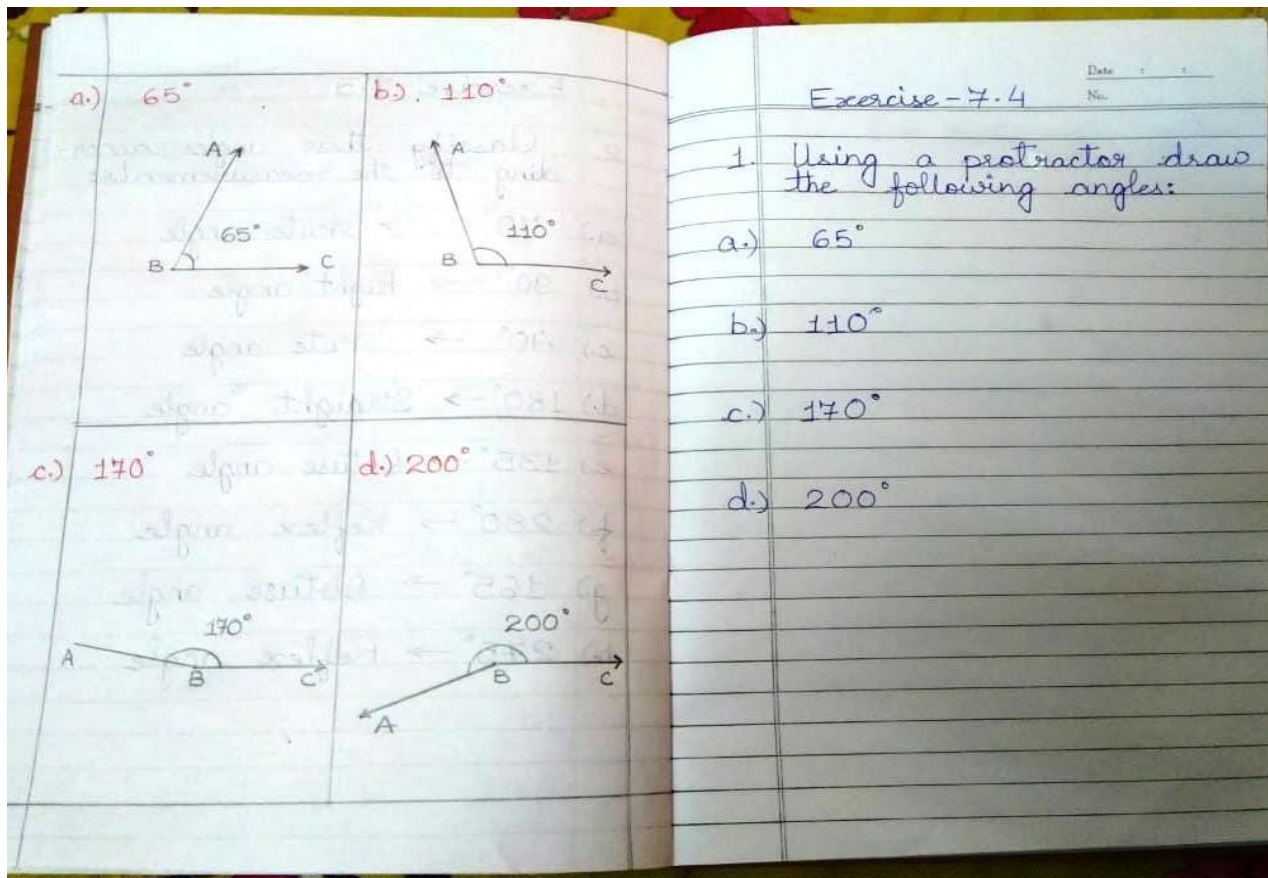 a.) 65°
A
65°
B C
b.) 110°
A
110°
B
C
c.) 170°
170°
A
B C
d.) 200°
200°
B C
A
Date : :
No.
Exercise - 7.4
1. Using a protractor draw
the following angles:
a.) 65°
b.) 110°
c.) 170°
d.) 200°